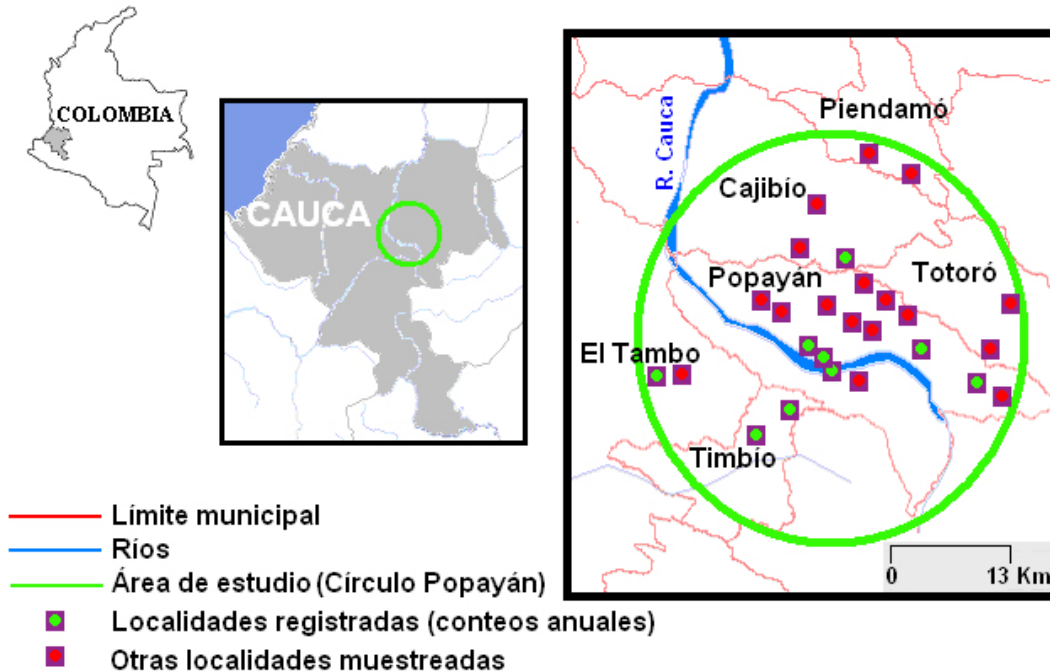 COLOMBIA
CAUCA
R. Cauca
Piendamó
Cajibío
Popayán
Totoró
El Tambo
Timbío
0 13 Km
Límite municipal
Ríos
Área de estudio (Círculo Popayán)
Localidades registradas (conteos anuales)
Otras localidades muestreadas